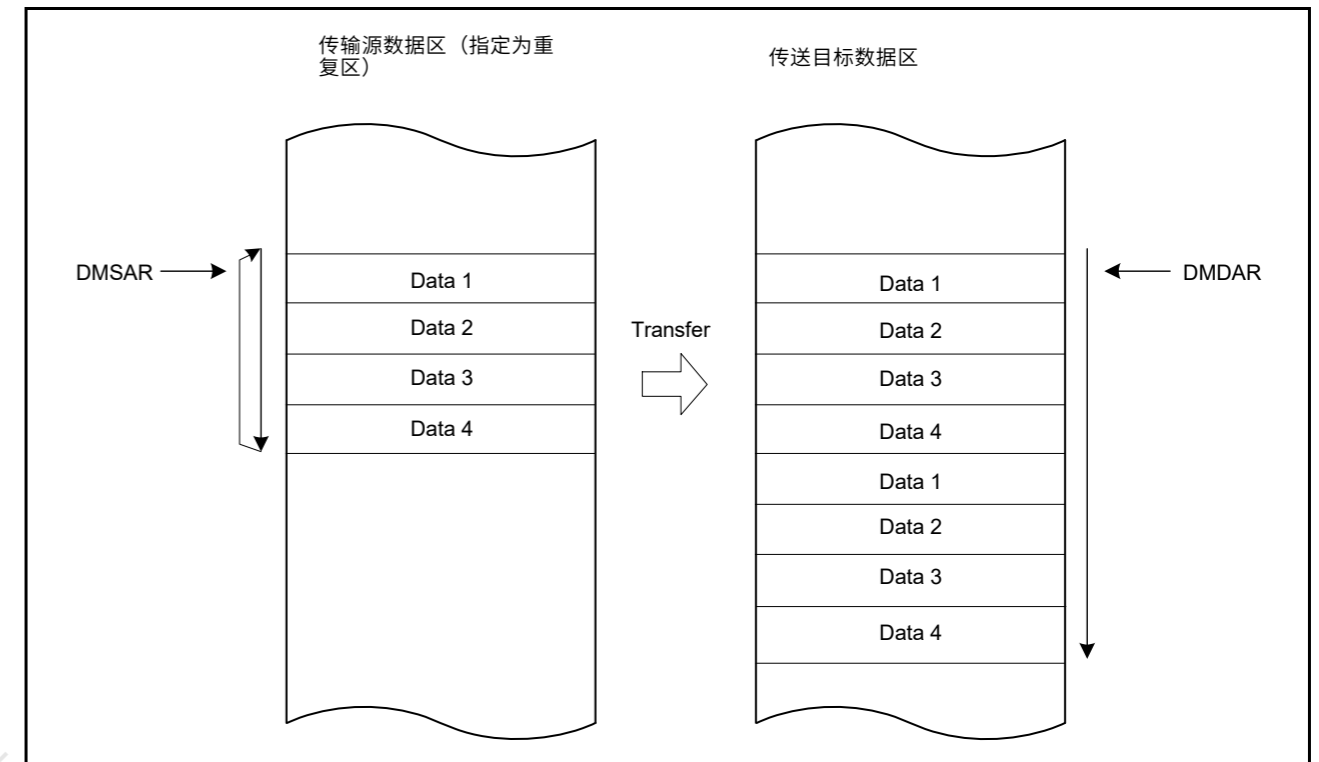 传输源数据区（指定为重
复区）
传送目标数据区
DMSAR
Data 1
Data 2
Data 3
Data 4
Transfer
Data 1
Data 2
Data 3
Data 4
Data 1
Data 2
Data 3
Data 4
DMDAR